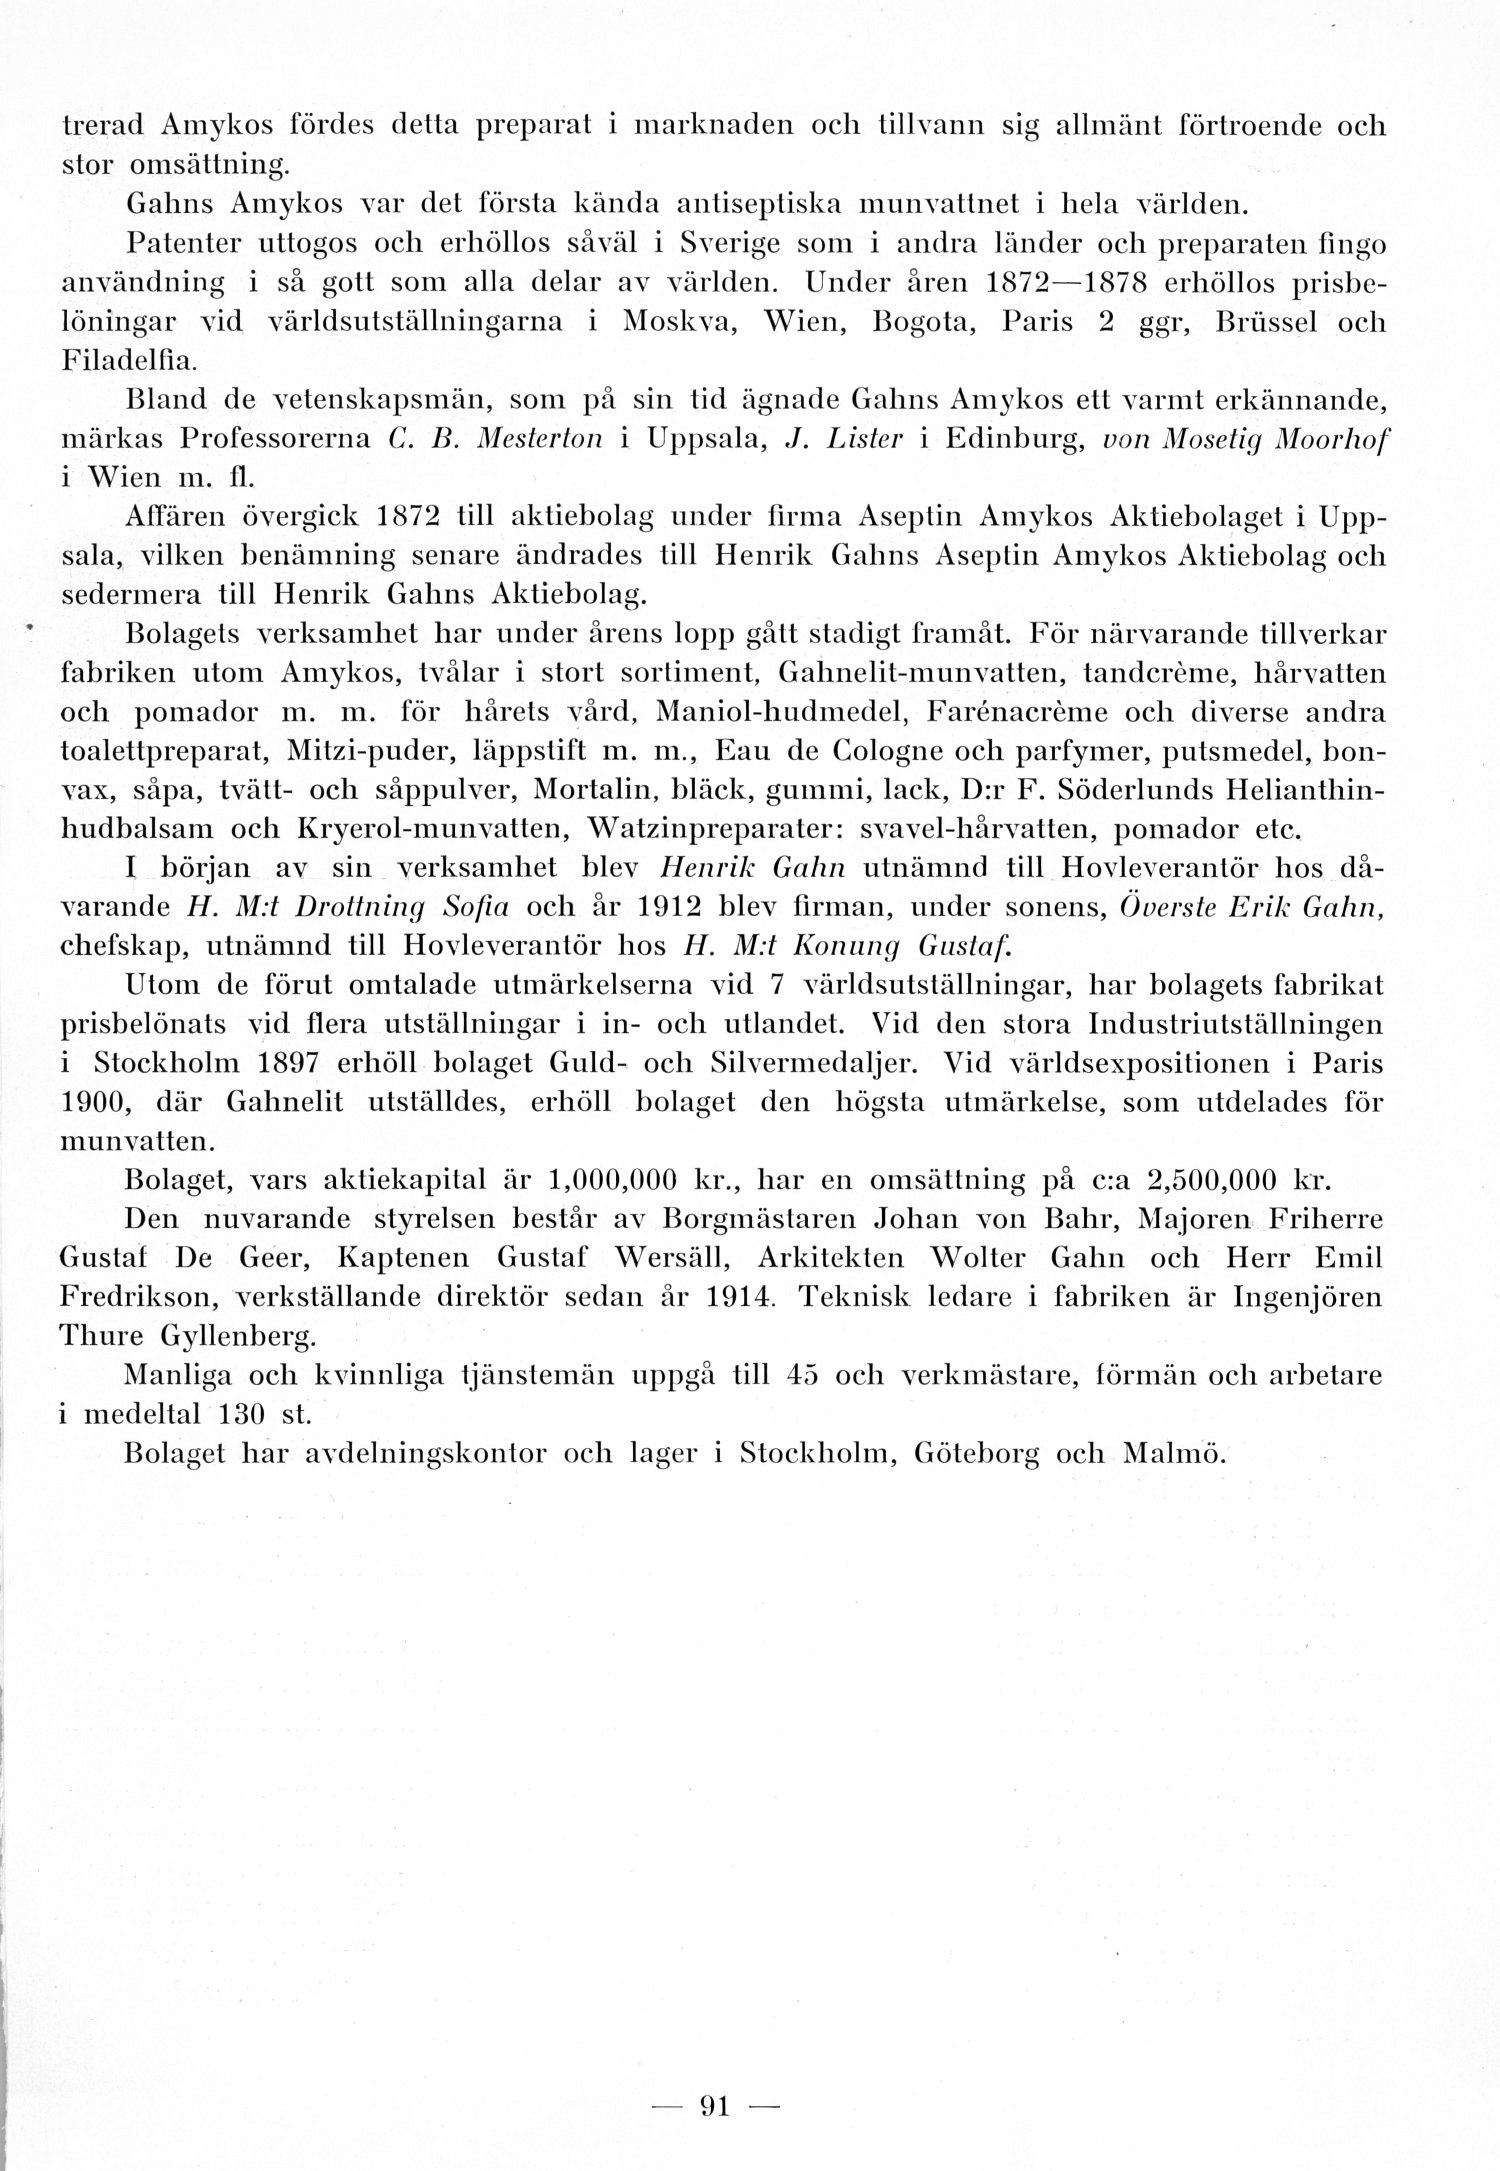 trerad Amykos fördes detta preparat i marknaden och tillvann sig allmänt förtroende och
stor omsättning.
Gahns Amykos var det första kända antiseptiska munvattnet i hela världen.
Patenter uttogos och erhöllos såväl i Sverige som i andra länder och preparaten fingo
användning i så gott som alla delar av världen. Under åren 1872—1878 erhöllos prisbe-
löningar vid världsutställningarna i Moskva, Wien, Bogota, Paris 2 ggr, Brüssel och
Filadelfia.
Bland de vetenskapsmän, som på sin tid ägnade Gahns Amykos ett varmt erkännande,
märkas Professorerna C. B. Mesterton i Uppsala, J. Lister i Edinburg, von Mosetig Moorhof
i Wien m. fl.
Affären övergick 1872 till aktiebolag under firma Aseptin Amykos Aktiebolaget i Upp-
sala, vilken benämning senare ändrades till Henrik Gahns Aseptin Amykos Aktiebolag och
sedermera till Henrik Gahns Aktiebolag.
Bolagets verksamhet har under årens lopp gått stadigt framåt. För närvarande tillverkar
fabriken utom Amykos, tvålar i stort sortiment, Gahnelit-munvatten, tandcrème, hårvatten
och pomador m. m. för hårets vård, Maniol-hudmedel, Farénacrème och diverse andra
toalettpreparat, Mitzi-puder, läppstift m. m., Eau de Cologne och parfymer, putsmedel, bon-
vax, såpa, tvätt- och såppulver, Mortalin, bläck, gummi, lack, D:r F. Söderlunds Helianthin-
hudbalsam och Kryerol-munvatten, Watzinpreparater: svavel-hårvatten, pomador etc.
I början av sin verksamhet blev Henrik Gahn utnämnd till Hovleverantör hos då-
varande H. M:t Drottning Sofia och år 1912 blev firman, under sonens, Överste Erik Gahn,
chefskap, utnämnd till Hovleverantör hos H. M:t Konung Gustaf.
Utom de förut omtalade utmärkelserna vid 7 världsutställningar, har bolagets fabrikat
prisbelönats vid flera utställningar i in- och utlandet. Vid den stora Industriutställningen
i Stockholm 1897 erhöll bolaget Guld- och Silvermedaljer. Vid världsexpositionen i Paris
1900, där Gahnelit utställdes, erhöll bolaget den högsta utmärkelse, som utdelades för
munvatten.
Bolaget, vars aktiekapital är 1,000,000 kr., har en omsättning på c:a 2,500,000 kr.
Den nuvarande styrelsen består av Borgmästaren Johan von Bahr, Majoren Friherre
Gustaf De Geer, Kaptenen Gustaf Wersäll, Arkitekten Wolter Gahn och Herr Emil
Fredrikson, verkställande direktör sedan år 1914. Teknisk ledare i fabriken är Ingenjören
Thure Gyllenberg.
Manliga och kvinnliga tjänstemän uppgå till 45 och verkmästare, förmän och arbetare
i medeltal 130 st.
Bolaget har avdelningskontor och lager i Stockholm, Göteborg och Malmö.
— 91 —